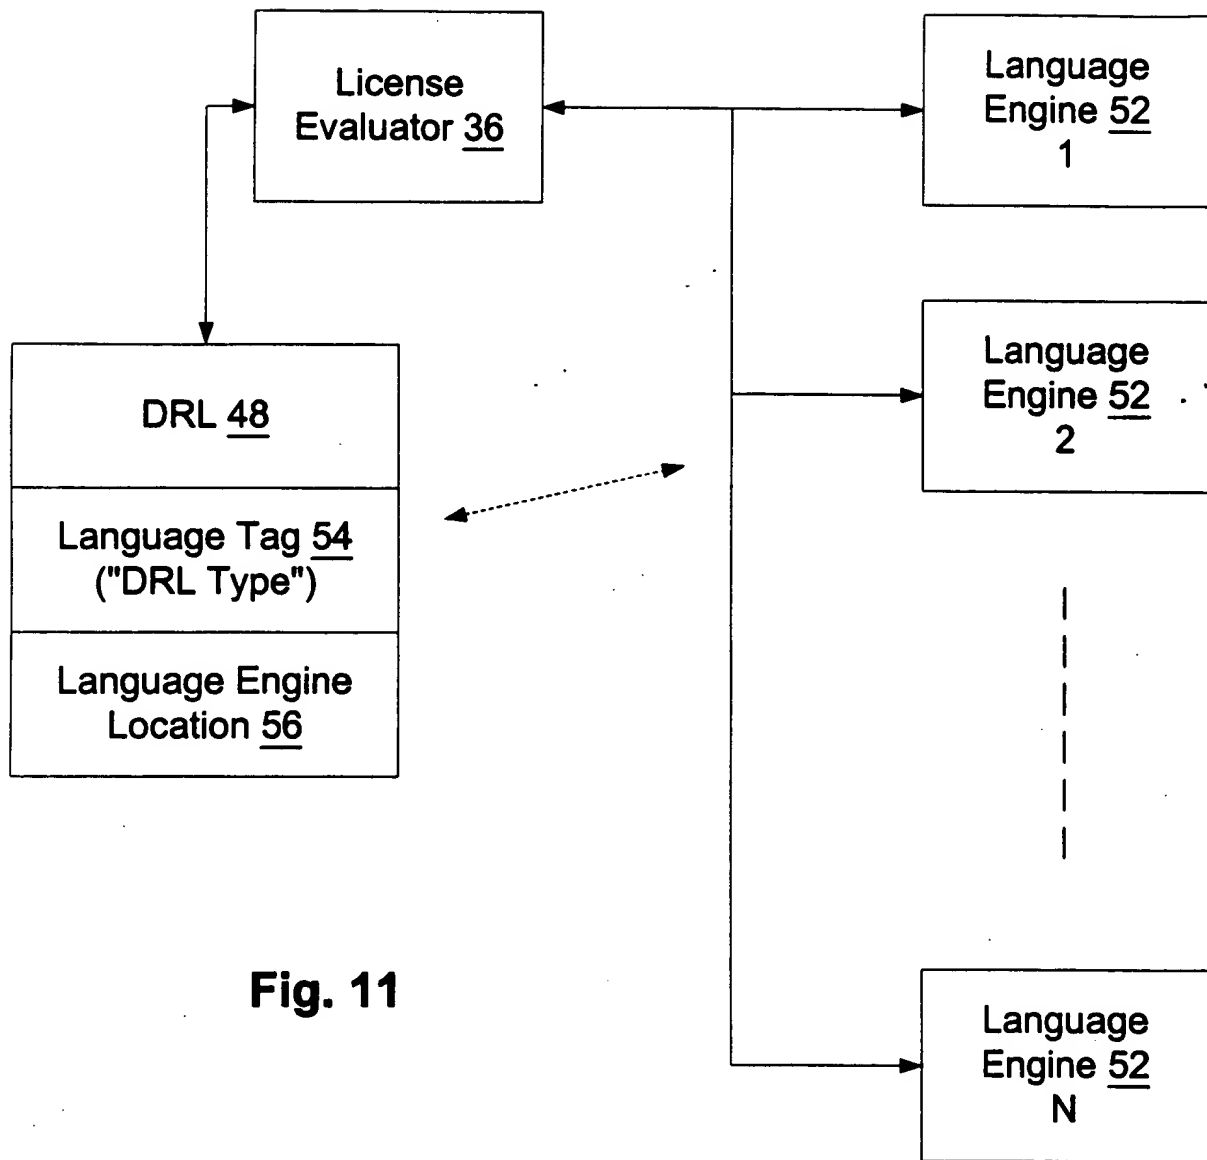 License
Evaluator 36
Language
Engine 52
1
Language
Engine 52
2
DRL 48
Language Tag 54
("DRL Type")
Language Engine
Location 56
Fig. 11
Language
Engine 52
N